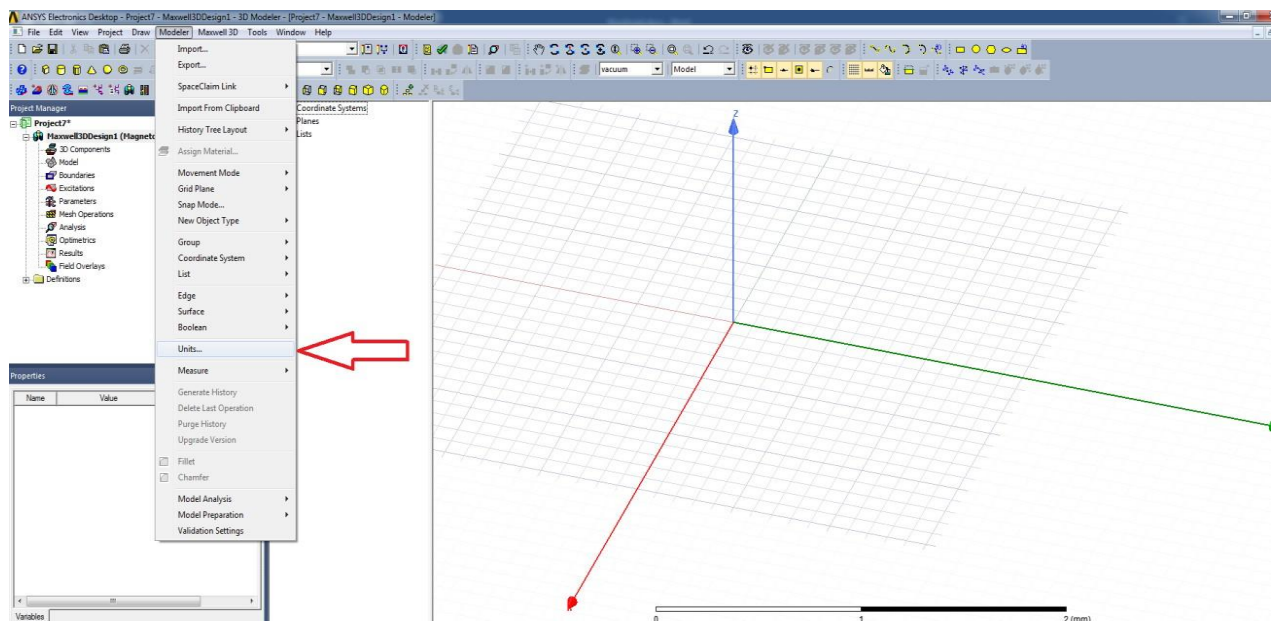 ANSYS Electronics Desktop - Project7 - Maxwell3DDesign1 - 3D Modeler - [Project7 - Maxwell3DDesign1 - Modeler]
File Edit View Project Draw Modeler Maxwell 3D Tools Window Help
vacuum Model
Project Manager
Project7*
Maxwell3DDesign1 (Magneto
3D Components
Model
Boundaries
Excitations
Parameters
Mesh Operations
Analysis
Optimetrics
Results
Field Overlays
Definitions
Import...
Export...
SpaceClaim Link
Import From Clipboard
History Tree Layout
Assign Material...
Movement Mode
Grid Plane
Snap Mode...
New Object Type
Group
Coordinate System
List
Edge
Surface
Boolean
Units...
Measure
Generate History
Delete Last Operation
Purge History
Upgrade Version
Fillet
Chamfer
Model Analysis
Model Preparation
Validation Settings
Coordinate Systems
Planes
Lists
Properties
Name Value
Variables
Z
0 1 2 (mm)